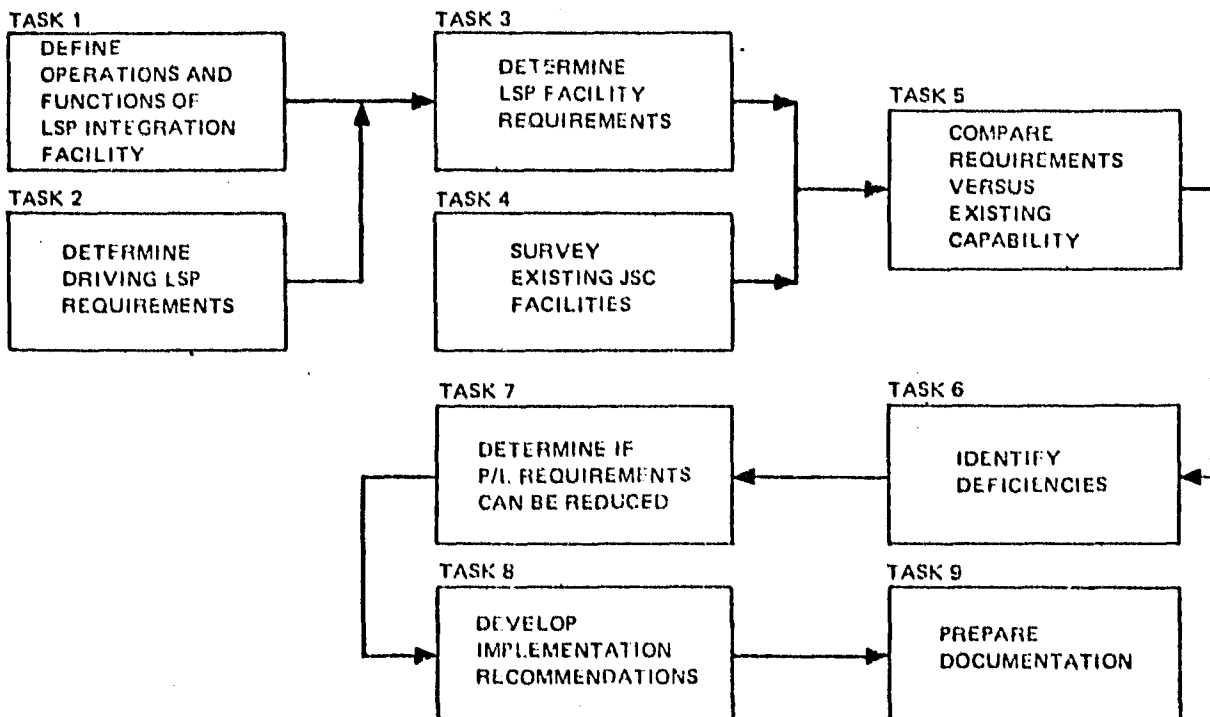 TASK 1
DEFINE
OPERATIONS AND
FUNCTIONS OF
LSP INTEGRATION
FACILITY
TASK 2
DETERMINE
DRIVING LSP
REQUIREMENTS
TASK 3
DETERMINE
LSP FACILITY
REQUIREMENTS
TASK 4
SURVEY
EXISTING JSC
FACILITIES
TASK 5
COMPARE
REQUIREMENTS
VERSUS
EXISTING
CAPABILITY
TASK 6
IDENTIFY
DEFICIENCIES
TASK 7
DETERMINE IF
P/L REQUIREMENTS
CAN BE REDUCED
TASK 8
DEVELOP
IMPLEMENTATION
RECOMMENDATIONS
TASK 9
PREPARE
DOCUMENTATION